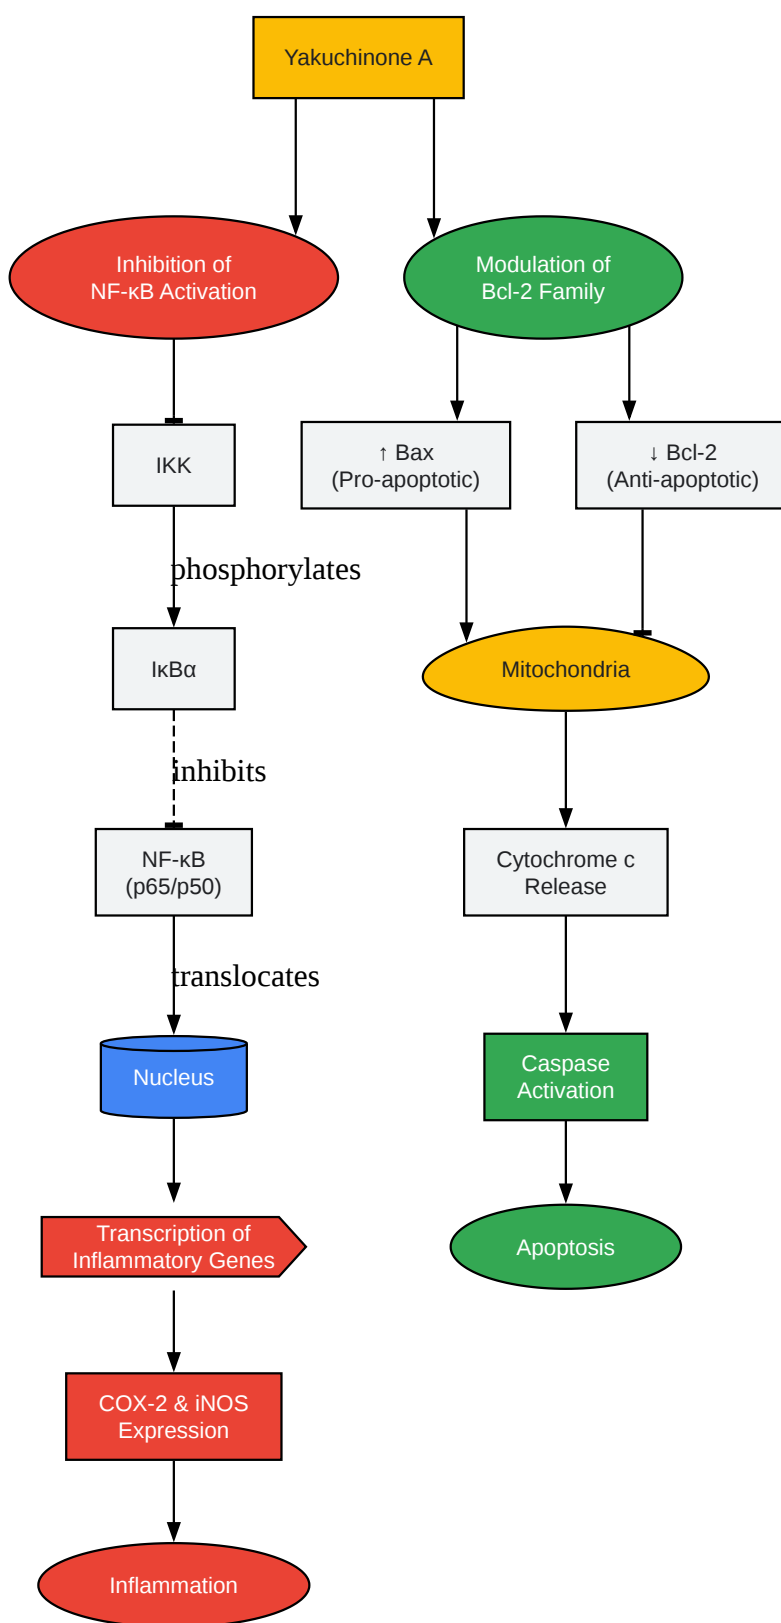 Yakuchinone A
Inhibition of
NF-κB Activation
Modulation of
Bcl-2 Family
IKK
↑ Bax
(Pro-apoptotic)
↓ Bcl-2
(Anti-apoptotic)
phosphorylates
IκBα
Mitochondria
inhibits
NF-κB
(p65/p50)
Cytochrome c
Release
translocates
Nucleus
Caspase
Activation
Transcription of
Inflammatory Genes
Apoptosis
COX-2 & iNOS
Expression
Inflammation